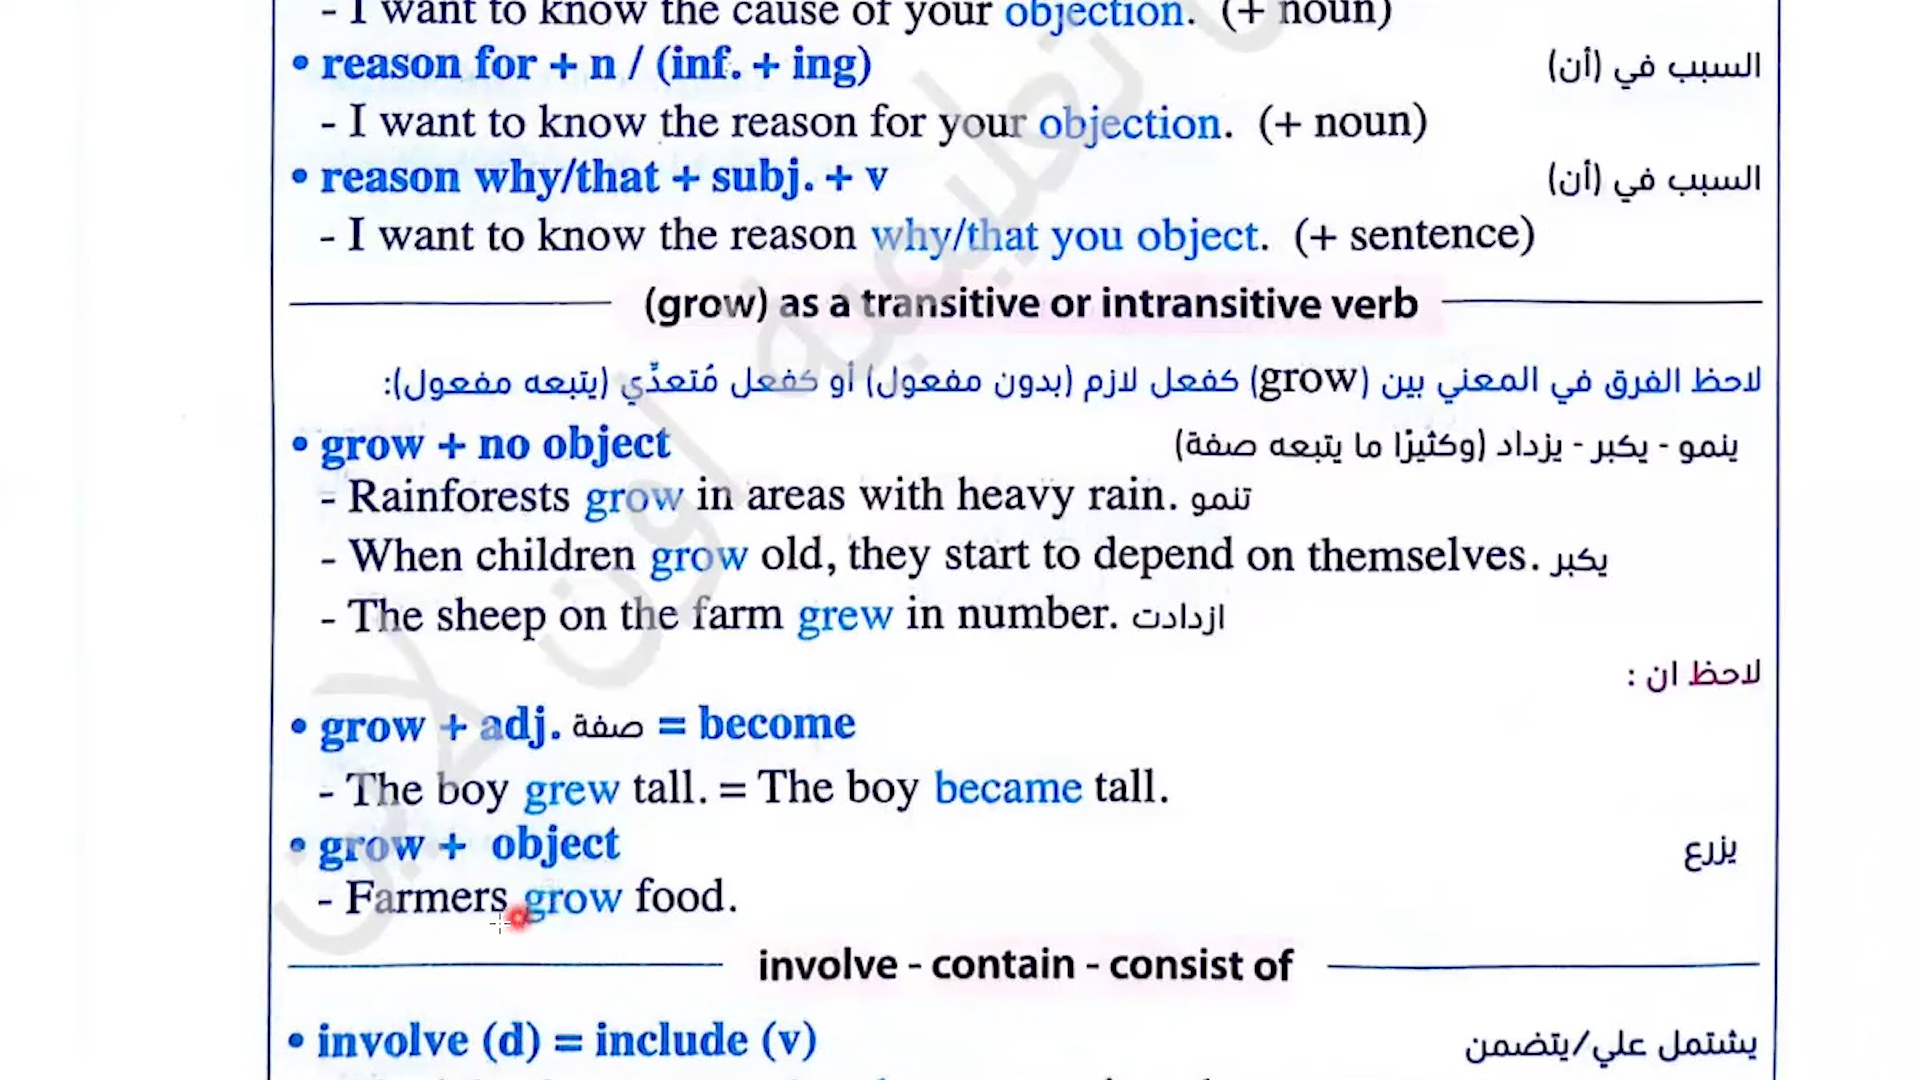 - I want to know the cause of your objection. (+ noun)
• reason for + n / (inf. + ing) السبب في (أن)
- I want to know the reason for your objection. (+ noun)
• reason why/that + subj. + v السبب في (أن)
- I want to know the reason why/that you object. (+ sentence)
(grow) as a transitive or intransitive verb
لاحظ الفرق في المعني بين (grow) كفعل لازم (بدون مفعول) أو كفعل مُتعدِّي (يتبعه مفعول):
• grow + no object ينمو - يكبر - يزداد (وكثيرًا ما يتبعه صفة)
- Rainforests grow in areas with heavy rain. تنمو
- When children grow old, they start to depend on themselves. يكبر
- The sheep on the farm grew in number. ازدادت
لاحظ ان :
• grow + adj. صفة = become
- The boy grew tall. = The boy became tall.
• grow + object يزرع
- Farmers grow food.
involve - contain - consist of
• involve (d) = include (v) يشتمل علي/يتضمن